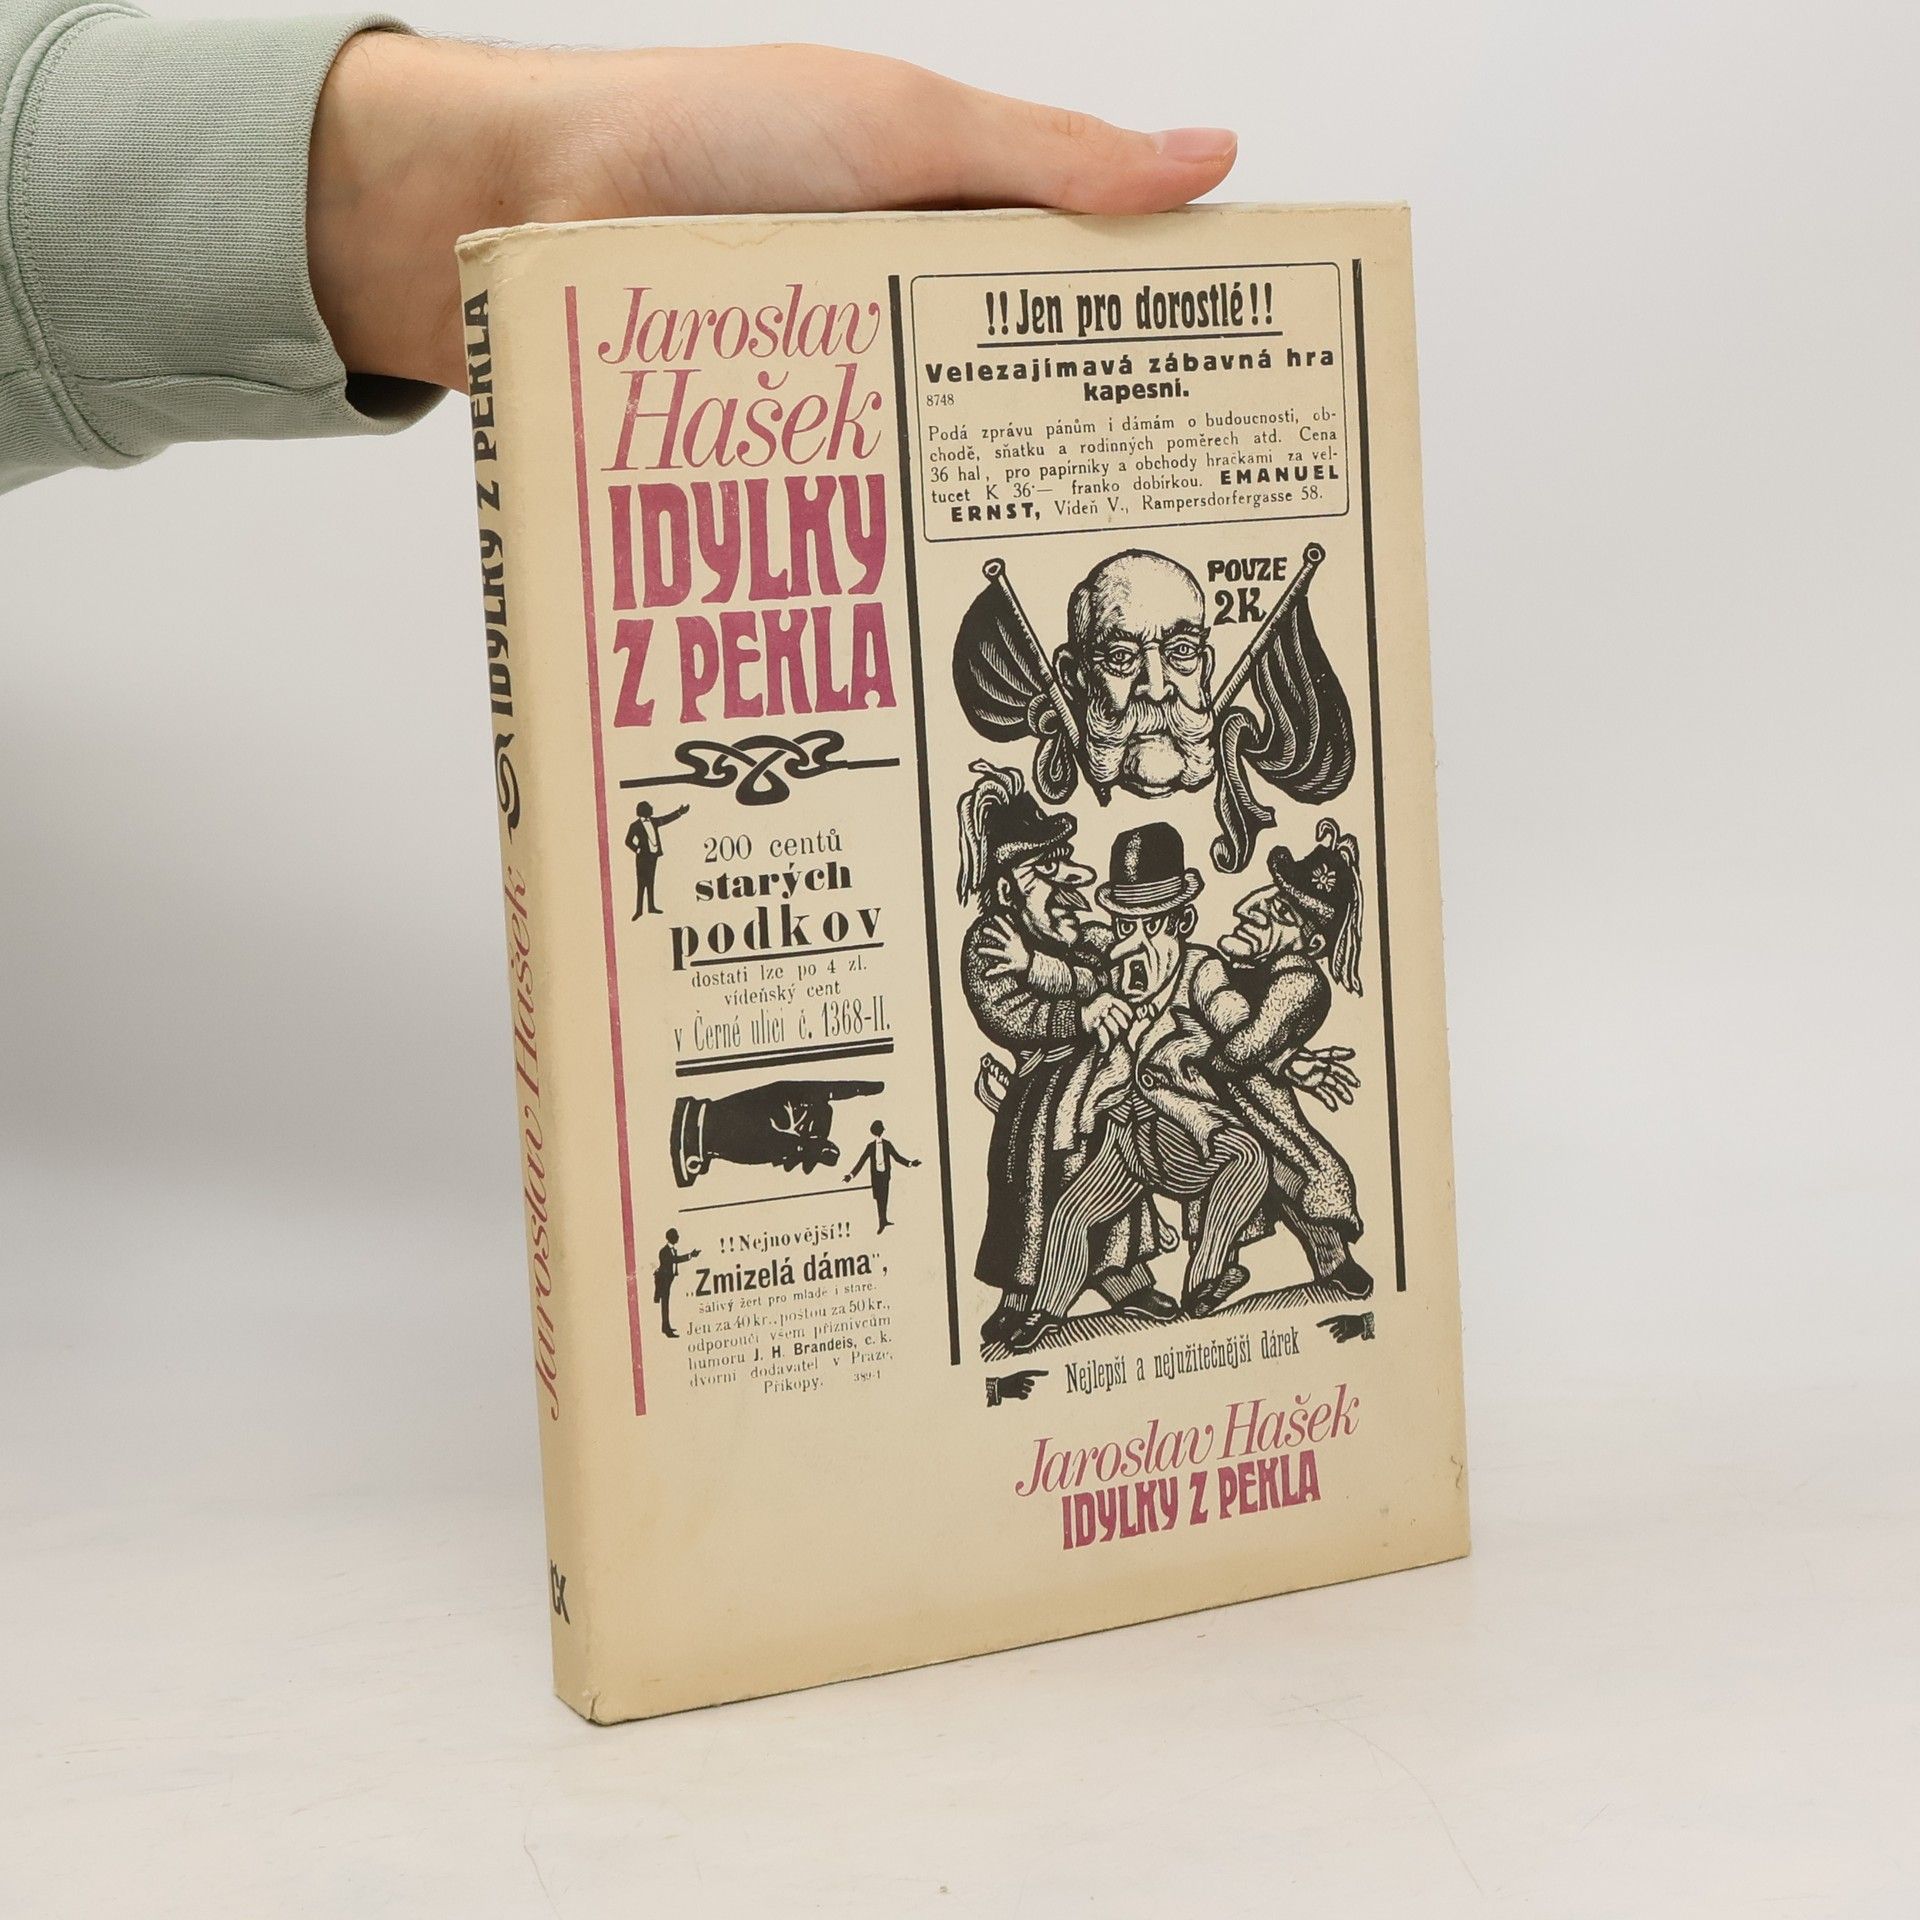 IDYLKY Z PEKLA
Jaroslav Hašek
ČK
Jaroslav
Hašek
IDYLKY
Z PEKLA
200 centů
starých
podkov
dostati lze po 4 zl.
vídeňský cent
v Černé ulici č. 1368-II.
!!Nejnovější!!
„Zmizelá dáma",
šálivý žert pro mladé i staré.
Jen za 40 kr., poštou za 50 kr.,
odporoučí všem příznivcům
humoru J. H. Brandeis, c. k.
dvorní dodavatel v Praze,
Příkopy. 389-1
!!Jen pro dorostlé!!
Velezajímavá zábavná hra
kapesní.
8748
Podá zprávu pánům i dámám o budoucnosti, ob-
chodě, sňatku a rodinných poměrech atd. Cena
36 hal, pro papírníky a obchody hračkami za vel-
tucet K 36·— franko dobírkou. EMANUEL
ERNST, Vídeň V., Rampersdorfergasse 58.
POUZE
2K
Nejlepší a nejužitečnější dárek
Jaroslav Hašek
IDYLKY Z PEKLA